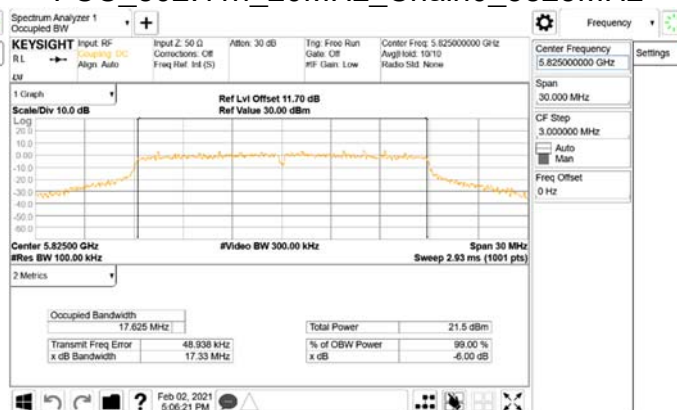 Spectrum Analyzer 1
Occupied BW
+
Frequency
KEYSIGHT
RL
Input: RF
Coupling: DC
Align: Auto
Input Z: 50 Ω
Corrections: Off
Freq Ref: Int (S)
Atten: 30 dB
Trig: Free Run
Gate: Off
#IF Gain: Low
Center Freq: 5.825000000 GHz
Avg|Hold: 10/10
Radio Std: None
Center Frequency
5.825000000 GHz
Settings
Span
30.000 MHz
CF Step
3.000000 MHz
Auto
Man
Freq Offset
0 Hz
1 Graph
Scale/Div 10.0 dB
Ref Lvl Offset 11.70 dB
Ref Value 30.00 dBm
Log
20.0
10.0
0.00
-10.0
-20.0
-30.0
-40.0
-50.0
-60.0
Center 5.82500 GHz
#Res BW 100.00 kHz
#Video BW 300.00 kHz
Span 30 MHz
Sweep 2.93 ms (1001 pts)
2 Metrics
Occupied Bandwidth
17.625 MHz
Total Power 21.5 dBm
Transmit Freq Error 48.938 kHz
% of OBW Power 99.00 %
x dB Bandwidth 17.33 MHz
x dB -6.00 dB
?
Feb 02, 2021
5:06:21 PM